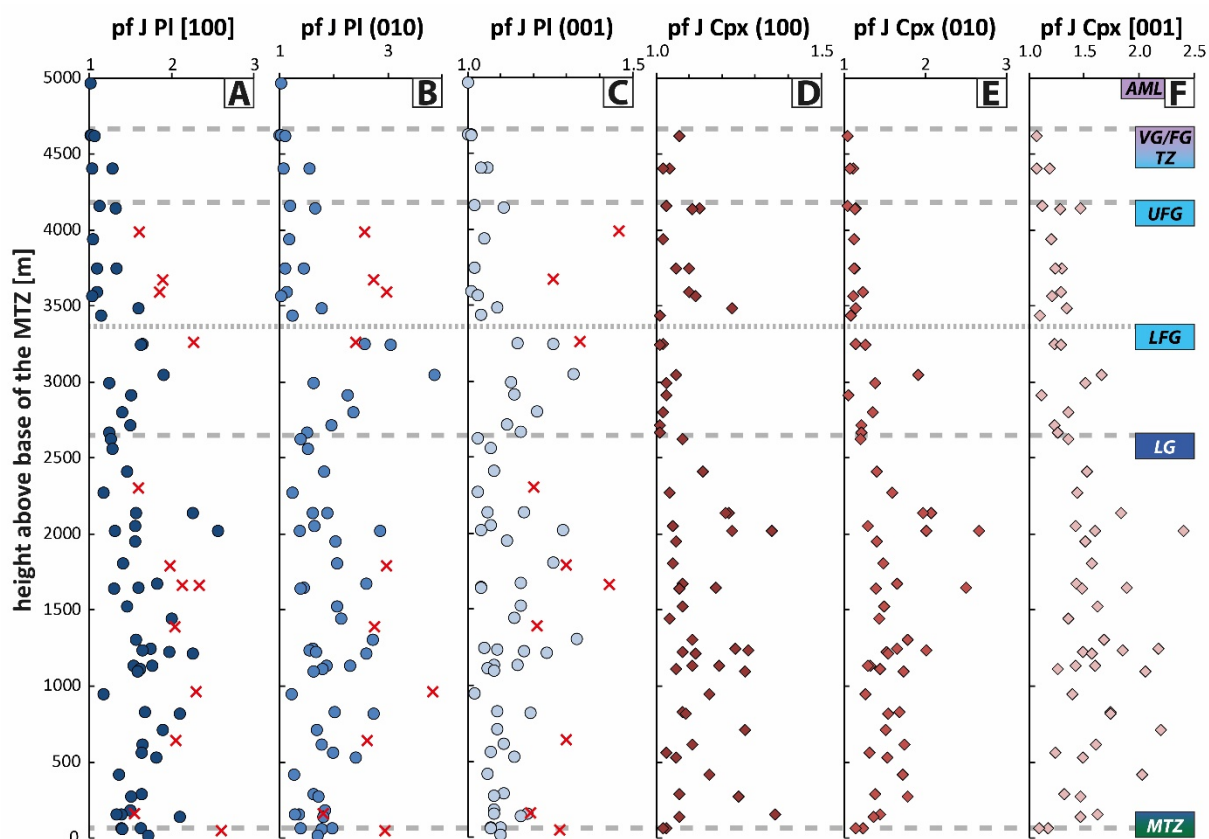 pf J Pl [100] pf J Pl (010) pf J Pl (001) pf J Cpx (100) pf J Cpx (010) pf J Cpx [001]
1 2 3 1 3 1.0 1.5 1.0 1.5 1 2 3 1.0 1.5 2.0 2.5
5000 A B C D E AML F
4500 VG/FG
TZ
4000 UFG
3500
LFG
3000
2500 LG
2000
1500
1000
500
0 MTZ
height above base of the MTZ [m]